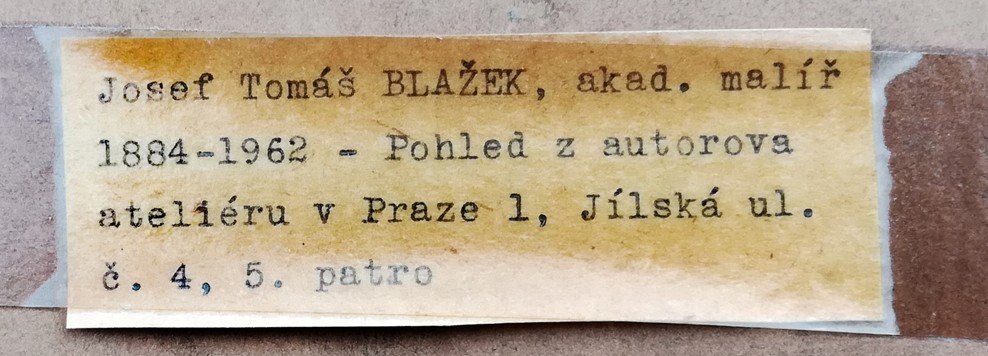 Josef Tomáš BLAŽEK, akad. malíř
1884-1962 - Pohled z autorova
ateliéru v Praze 1, Jílská ul.
č. 4, 5. patro